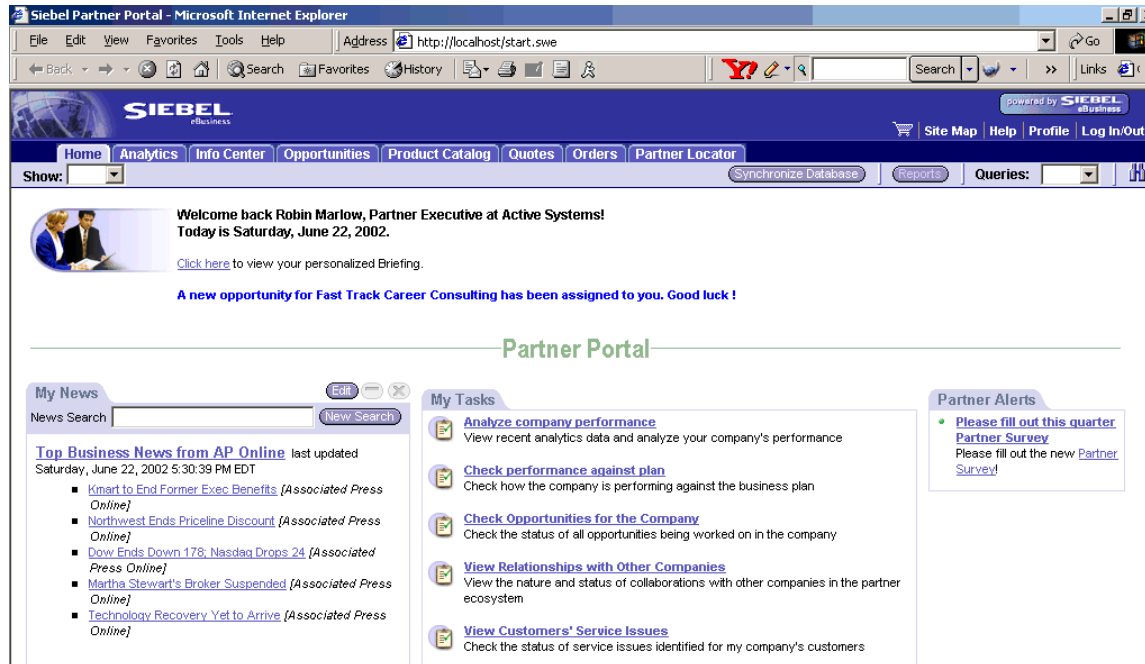 Siebel Partner Portal - Microsoft Internet Explorer
File Edit View Favorites Tools Help Address http://localhost/start.swe Go
Back Search Favorites History Y! Search Links
SIEBEL
eBusiness
powered by SIEBEL
eBusiness
Site Map Help Profile Log In/Out
Home Analytics Info Center Opportunities Product Catalog Quotes Orders Partner Locator
Show: Synchronize Database Reports Queries:
Welcome back Robin Marlow, Partner Executive at Active Systems!
Today is Saturday, June 22, 2002.
Click here to view your personalized Briefing.
A new opportunity for Fast Track Career Consulting has been assigned to you. Good luck !
Partner Portal
My News Edit
News Search New Search
Top Business News from AP Online last updated
Saturday, June 22, 2002 5:30:39 PM EDT
Kmart to End Former Exec Benefits [Associated Press
Online]
Northwest Ends Priceline Discount [Associated Press
Online]
Dow Ends Down 178; Nasdaq Drops 24 [Associated
Press Online]
Martha Stewart's Broker Suspended [Associated Press
Online]
Technology Recovery Yet to Arrive [Associated Press
Online]
My Tasks
Analyze company performance
View recent analytics data and analyze your company's performance
Check performance against plan
Check how the company is performing against the business plan
Check Opportunities for the Company
Check the status of all opportunities being worked on in the company
View Relationships with Other Companies
View the nature and status of collaborations with other companies in the partner
ecosystem
View Customers' Service Issues
Check the status of service issues identified for my company's customers
Partner Alerts
Please fill out this quarter
Partner Survey
Please fill out the new Partner
Survey!